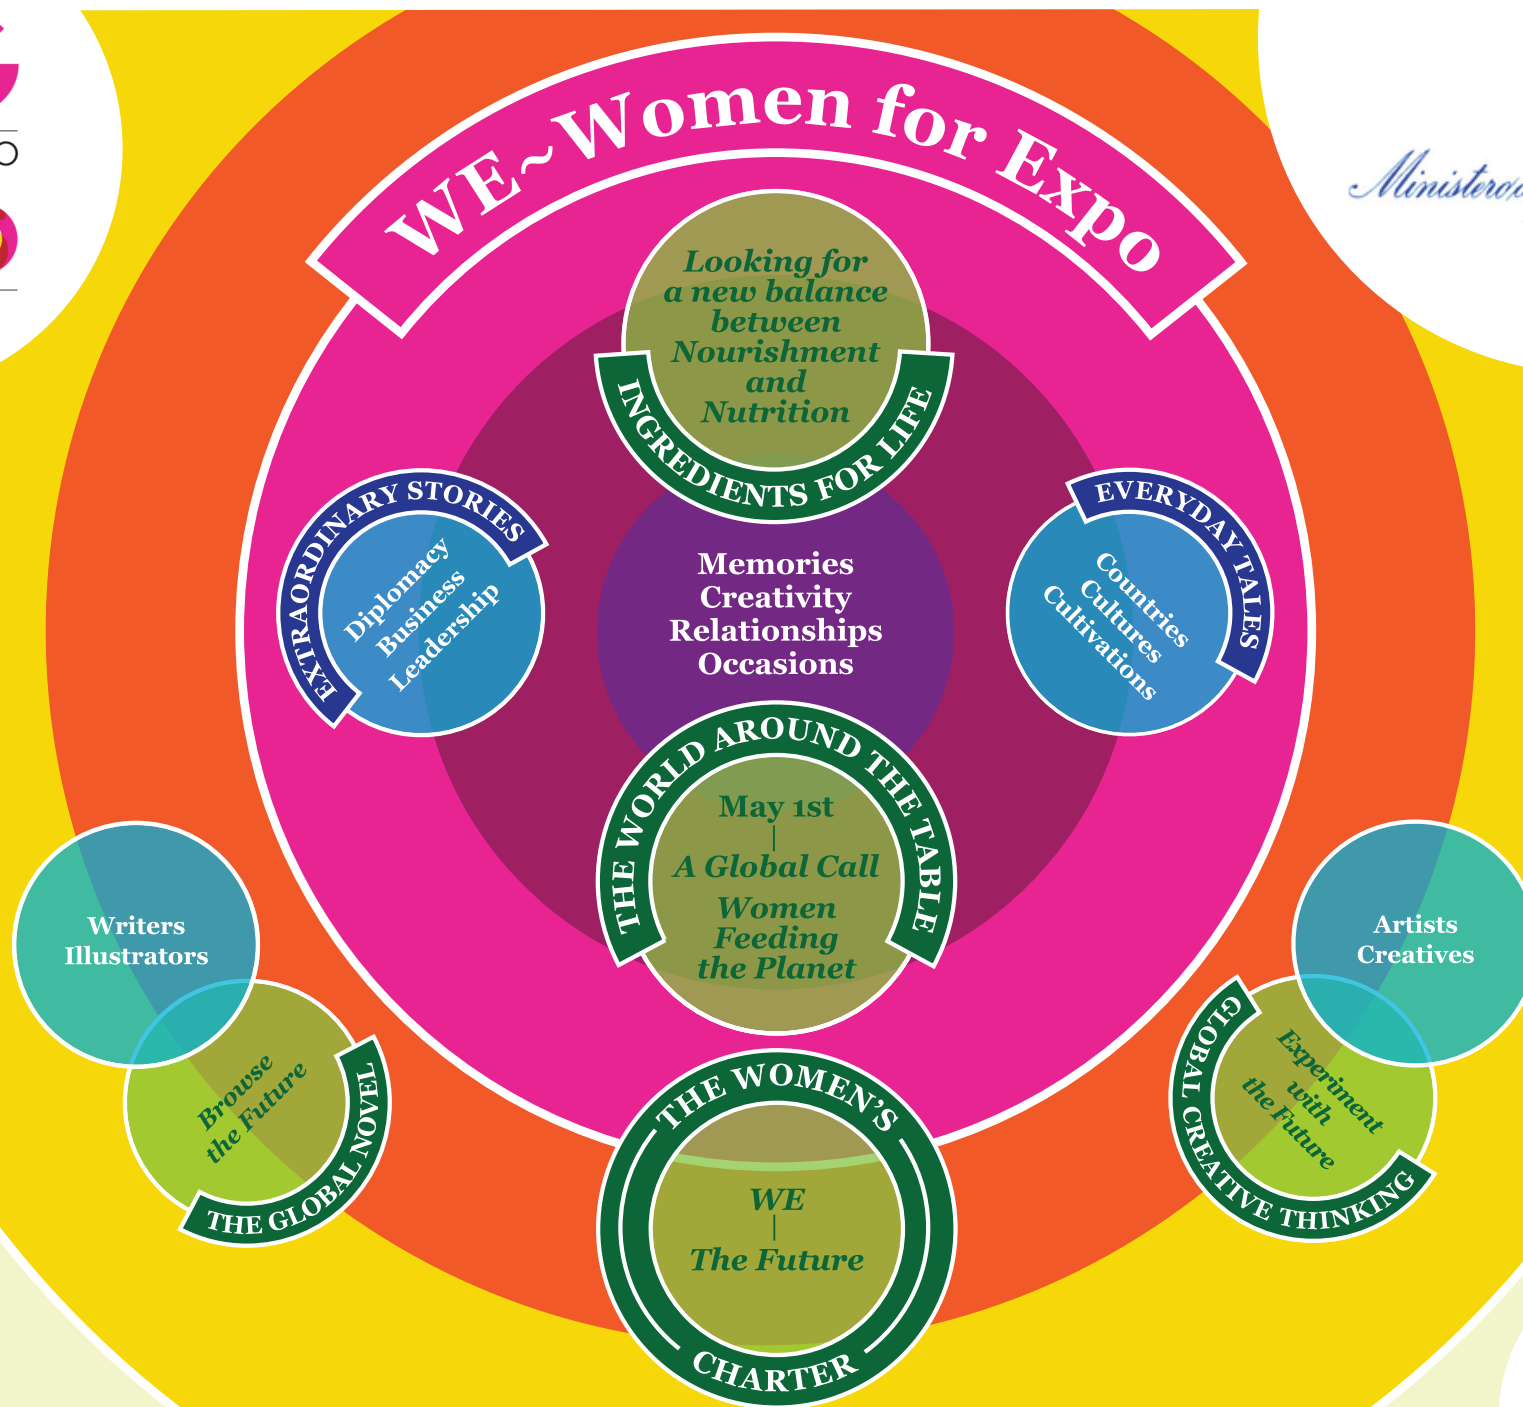 WE~Women for Expo
Looking for
a new balance
between
Nourishment
and
Nutrition
INGREDIENTS FOR LIFE
EXTRAORDINARY STORIES
Diplomacy
Business
Leadership
EVERYDAY TALES
Countries
Cultures
Cultivations
Memories
Creativity
Relationships
Occasions
THE WORLD AROUND THE TABLE
May 1st
A Global Call
Women
Feeding
the Planet
Writers
Illustrators
Browse
the Future
THE GLOBAL NOVEL
Artists
Creatives
Experiment
with
the Future
GLOBAL CREATIVE THINKING
THE WOMEN'S
WE
The Future
CHARTER